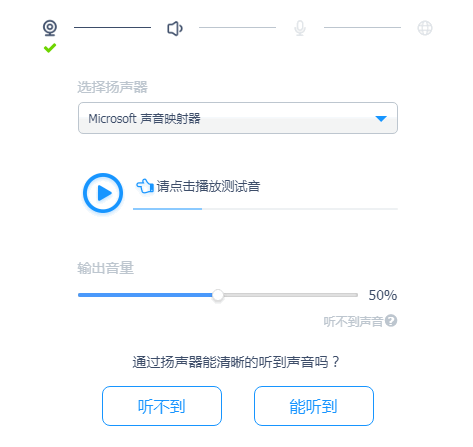 选择扬声器
Microsoft 声音映射器
请点击播放测试音
输出音量
50%
听不到声音?
通过扬声器能清晰的听到声音吗？
听不到
能听到